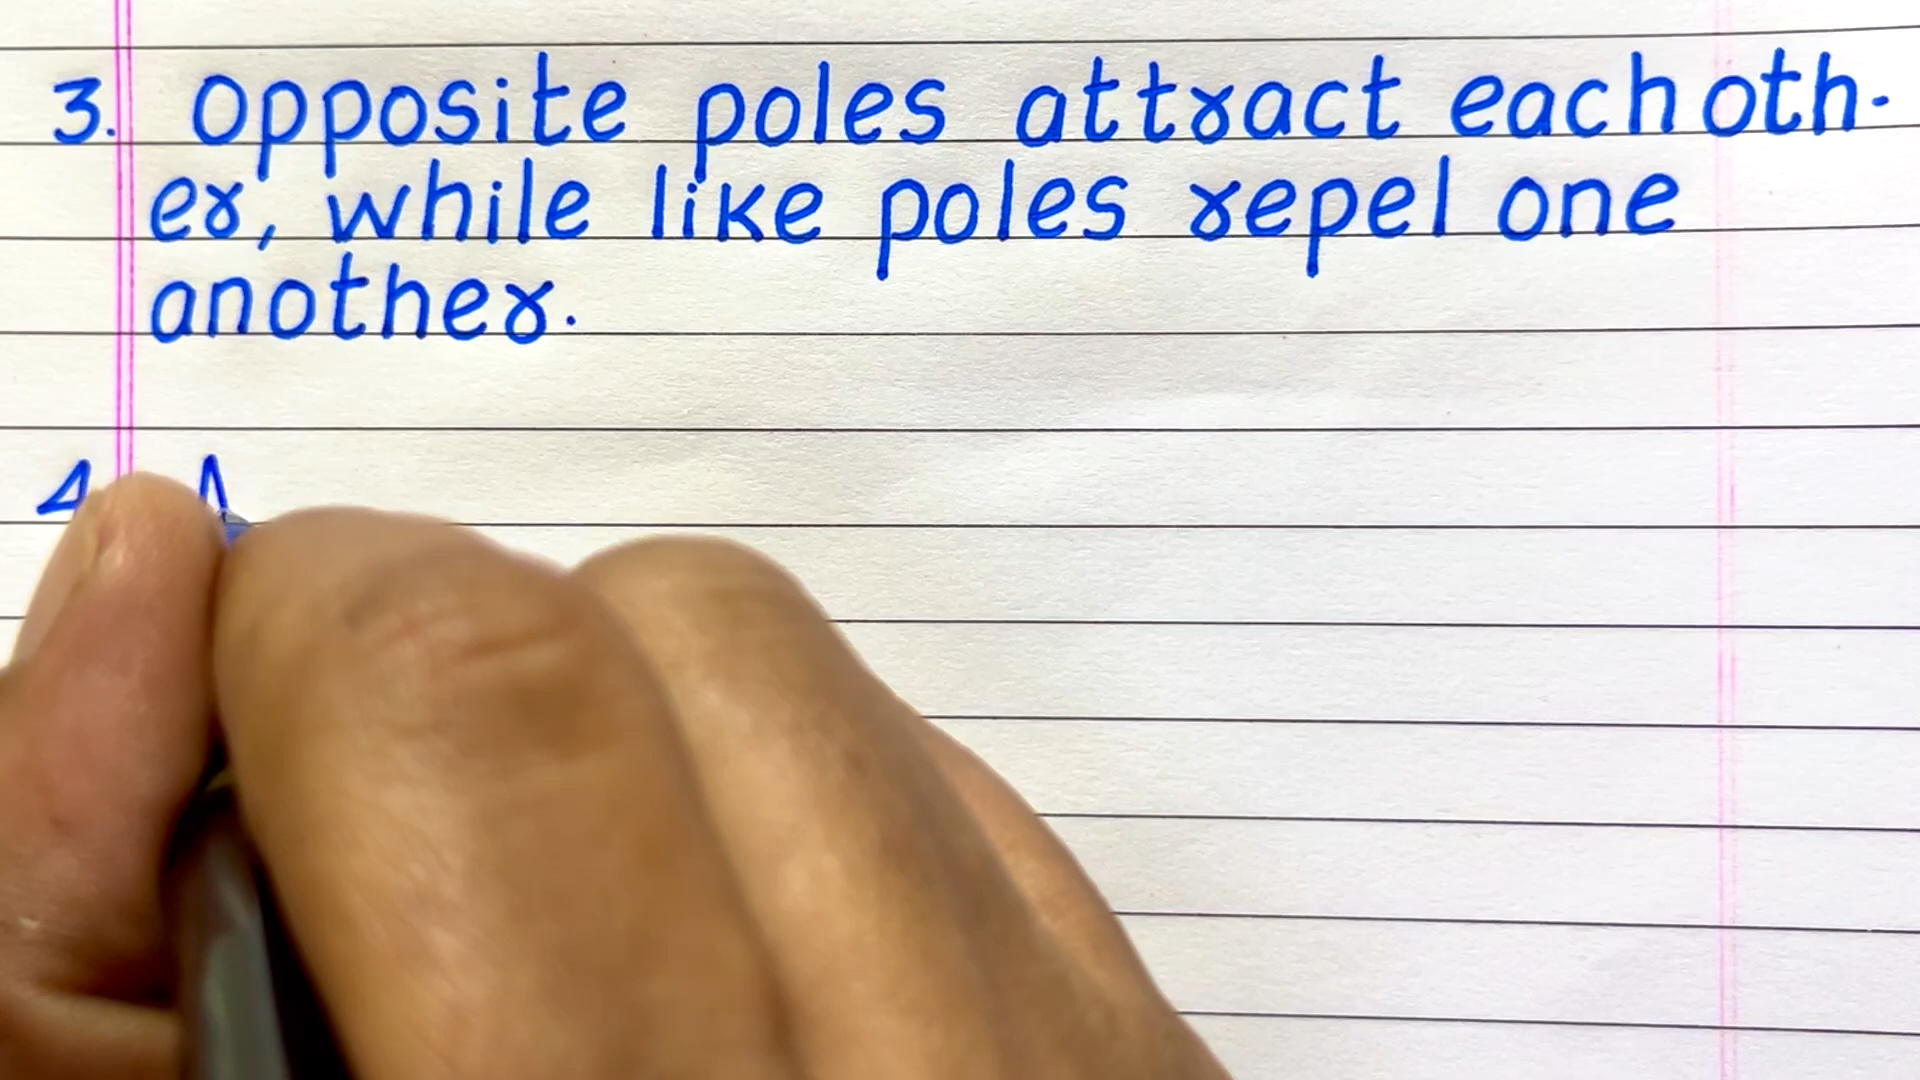 3. Opposite poles attract each oth-
er, while like poles repel one
another.
4